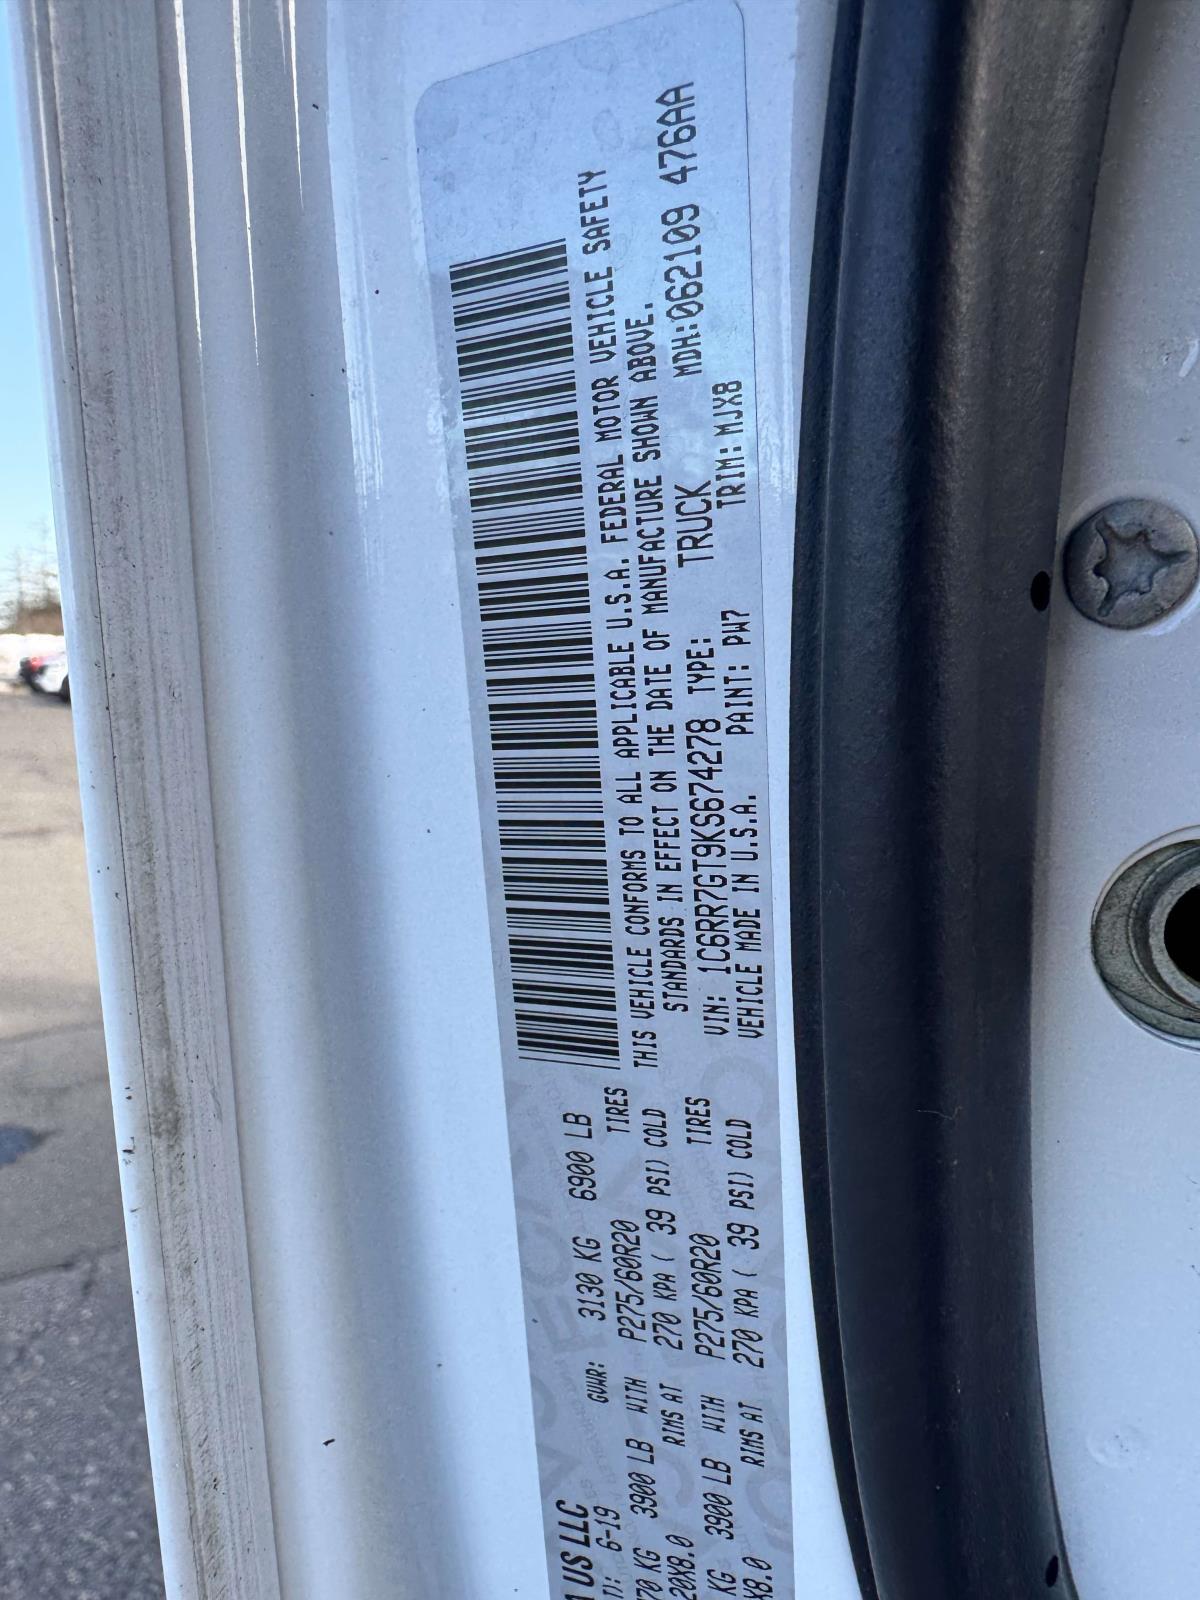 US LLC
6-19 GVWR: 3130 KG 6900 LB
KG 3900 LB WITH P275/60R20 TIRES
20X8.0 RIMS AT 270 KPA ( 39 PSI) COLD
KG 3900 LB WITH P275/60R20 TIRES
X8.0 RIMS AT 270 KPA ( 39 PSI) COLD
THIS VEHICLE CONFORMS TO ALL APPLICABLE U.S.A. FEDERAL MOTOR VEHICLE SAFETY
STANDARDS IN EFFECT ON THE DATE OF MANUFACTURE SHOWN ABOVE.
VIN: 1C6RR7GT9KS674278 TYPE: TRUCK MDH:062109 476AA
VEHICLE MADE IN U.S.A. PAINT: PW7 TRIM: MJX8